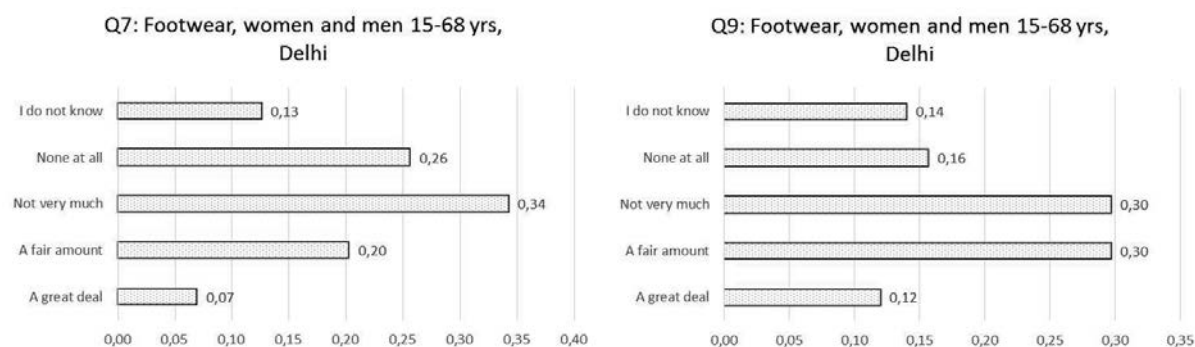 Q7: Footwear, women and men 15-68 yrs,
Delhi
I do not know
0,13
None at all
0,26
Not very much
0,34
A fair amount
0,20
A great deal
0,07
0,00 0,05 0,10 0,15 0,20 0,25 0,30 0,35 0,40
Q9: Footwear, women and men 15-68 yrs,
Delhi
I do not know
0,14
None at all
0,16
Not very much
0,30
A fair amount
0,30
A great deal
0,12
0,00 0,05 0,10 0,15 0,20 0,25 0,30 0,35